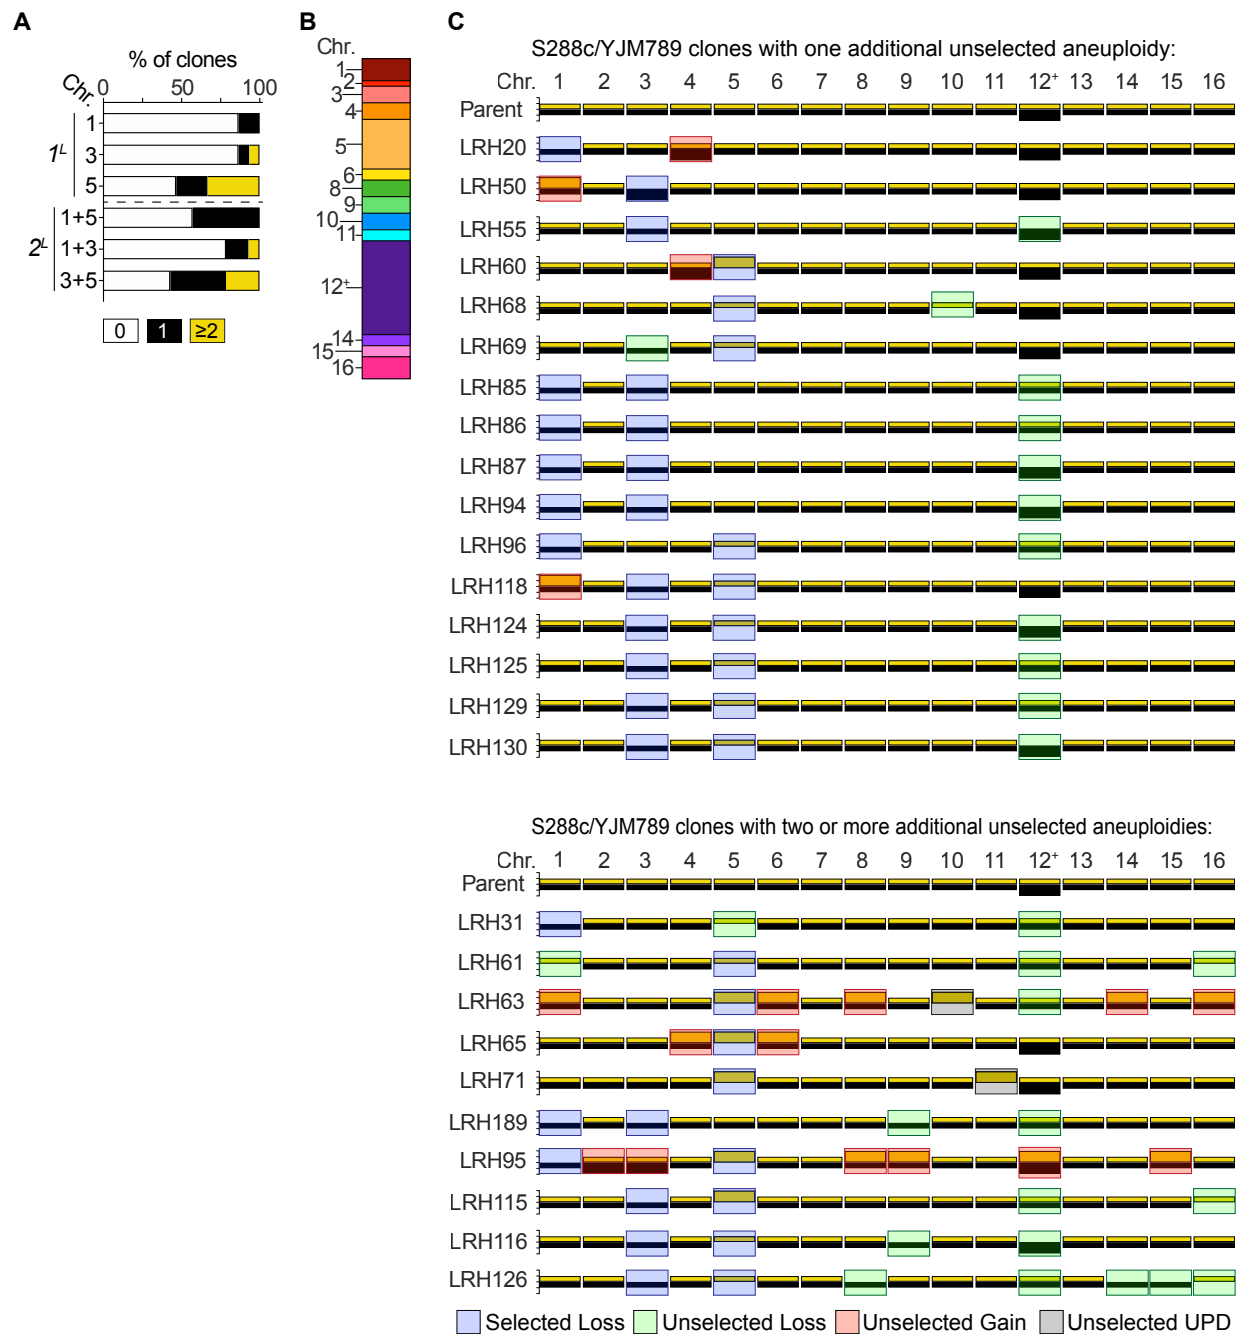 A
% of clones
Chr.
0 50 100
1L
1
3
5
2L
1+5
1+3
3+5
0 1 ≥2
B
Chr.
1
2
3
4
5
6
8
9
10
11
12+
14
15
16
C
S288c/YJM789 clones with one additional unselected aneuploidy:
Chr. 1 2 3 4 5 6 7 8 9 10 11 12+ 13 14 15 16
Parent
LRH20
LRH50
LRH55
LRH60
LRH68
LRH69
LRH85
LRH86
LRH87
LRH94
LRH96
LRH118
LRH124
LRH125
LRH129
LRH130
S288c/YJM789 clones with two or more additional unselected aneuploidies:
Chr. 1 2 3 4 5 6 7 8 9 10 11 12+ 13 14 15 16
Parent
LRH31
LRH61
LRH63
LRH65
LRH71
LRH189
LRH95
LRH115
LRH116
LRH126
Selected Loss Unselected Loss Unselected Gain Unselected UPD